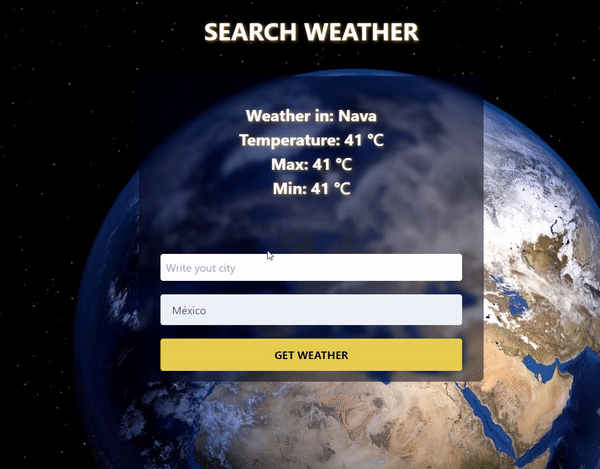 SEARCH WEATHER
Weather in: Nava
Temperature: 41 °C
Max: 41 °C
Min: 41 °C
Write yout city
México
GET WEATHER